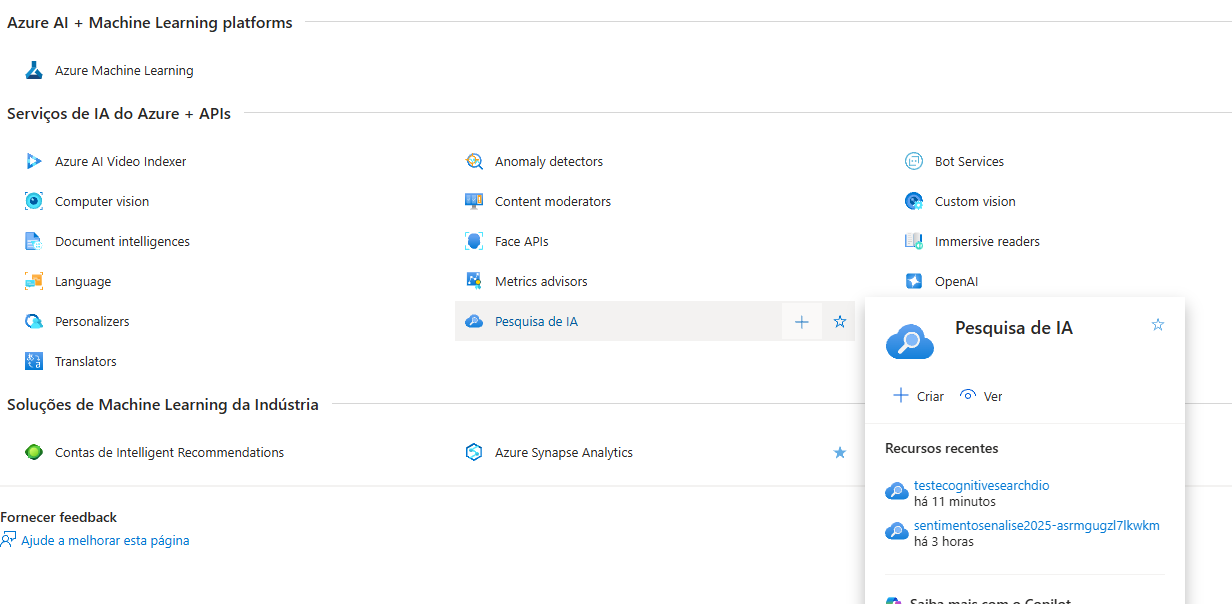 Azure AI + Machine Learning platforms
Azure Machine Learning
Serviços de IA do Azure + APIs
Azure AI Video Indexer
Anomaly detectors
Bot Services
Computer vision
Content moderators
Custom vision
Document intelligences
Face APIs
Immersive readers
Language
Metrics advisors
OpenAI
Personalizers
Pesquisa de IA
Translators
Soluções de Machine Learning da Indústria
Contas de Intelligent Recommendations
Azure Synapse Analytics
Fornecer feedback
Ajude a melhorar esta página
Pesquisa de IA
Criar
Ver
Recursos recentes
testecognitivesearchdio
há 11 minutos
sentimentosenalise2025-asrmgugzl7lkwkm
há 3 horas
Saiba mais com o Copilot